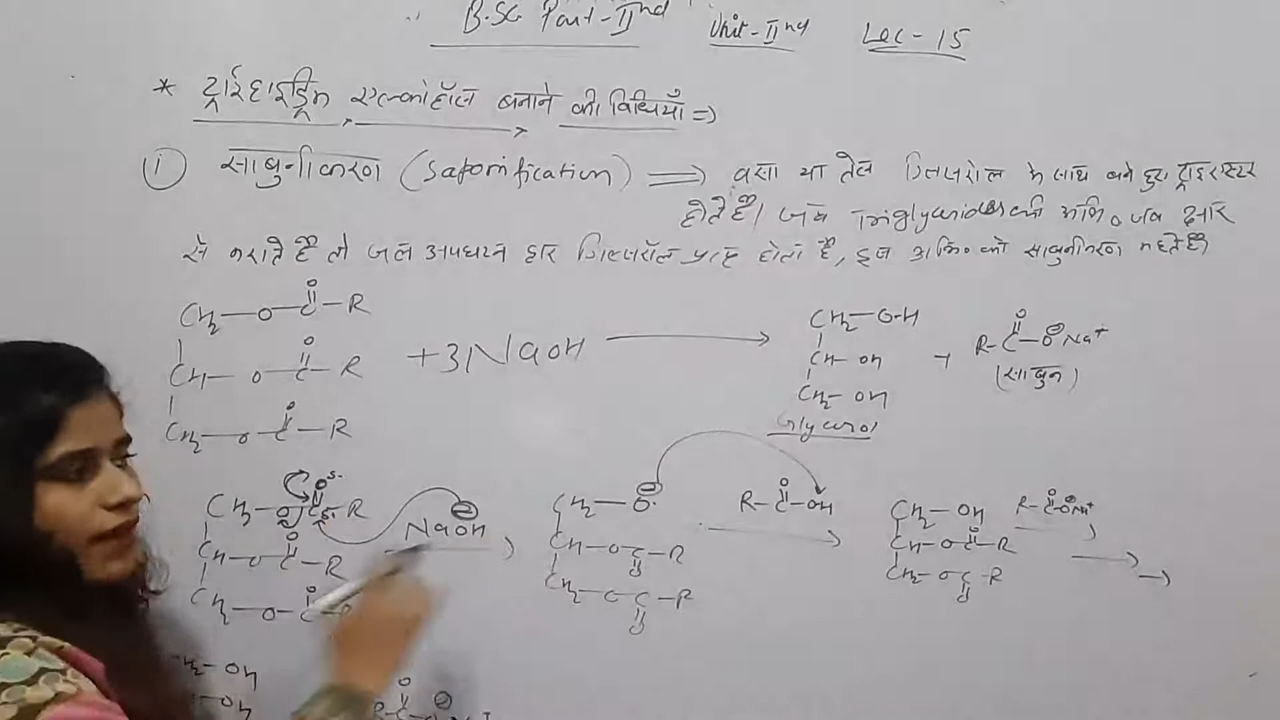 B.SC Part-IInd Unit-IInd Lec-15
* ट्राईहाइड्रिक एल्कोहॉल बनाने की विधियाँ =>
① साबुनीकरण (Saponification) => वसा या तेल ग्लिसरोल के साथ बने हुए ट्राइएस्टर
होते हैं। जब Triglycerides की अभि० जब क्षार
से कराते हैं तो जल अपघटन द्वारा ग्लिसरॉल प्राप्त होता है, इस अभि० को साबुनीकरण कहते हैं
CH2-O-C-R O
CH-O-C-R O
CH2-O-C-R O
+3NaOH →
CH2-O-H
CH-OH
CH2-OH
Glycerol
+ R-C-O⊖Na+ O
(साबुन)
CH2-O-C-R Oδ- δ+
CH-O-C-R O
CH2-O-C-R O
NaOH ⊖ →
CH2-O⊖
CH-O-C-R O
CH2-O-C-R O
R-C-OH O →
CH2-OH
CH-O-C-R O
CH2-O-C-R O
R-C-O⊖Na+ O
→ →
-OH
-OH
O ⊖
R-C